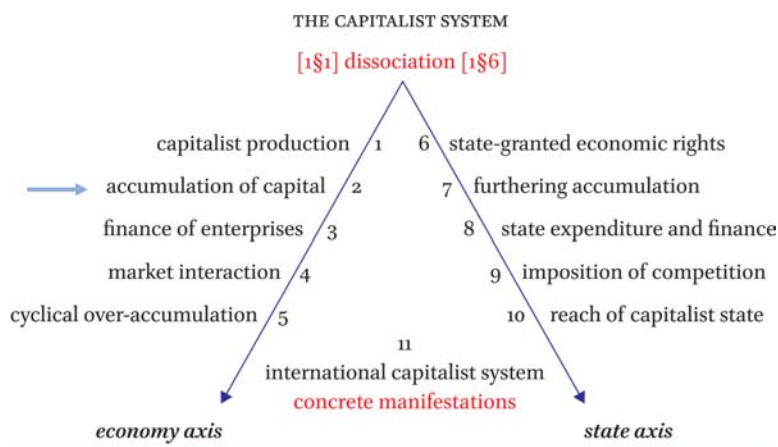 THE CAPITALIST SYSTEM
[1§1] dissociation [1§6]
capitalist production 1 6 state-granted economic rights
accumulation of capital 2 7 furthering accumulation
finance of enterprises 3 8 state expenditure and finance
market interaction 4 9 imposition of competition
cyclical over-accumulation 5 10 reach of capitalist state
11
international capitalist system
concrete manifestations
economy axis state axis